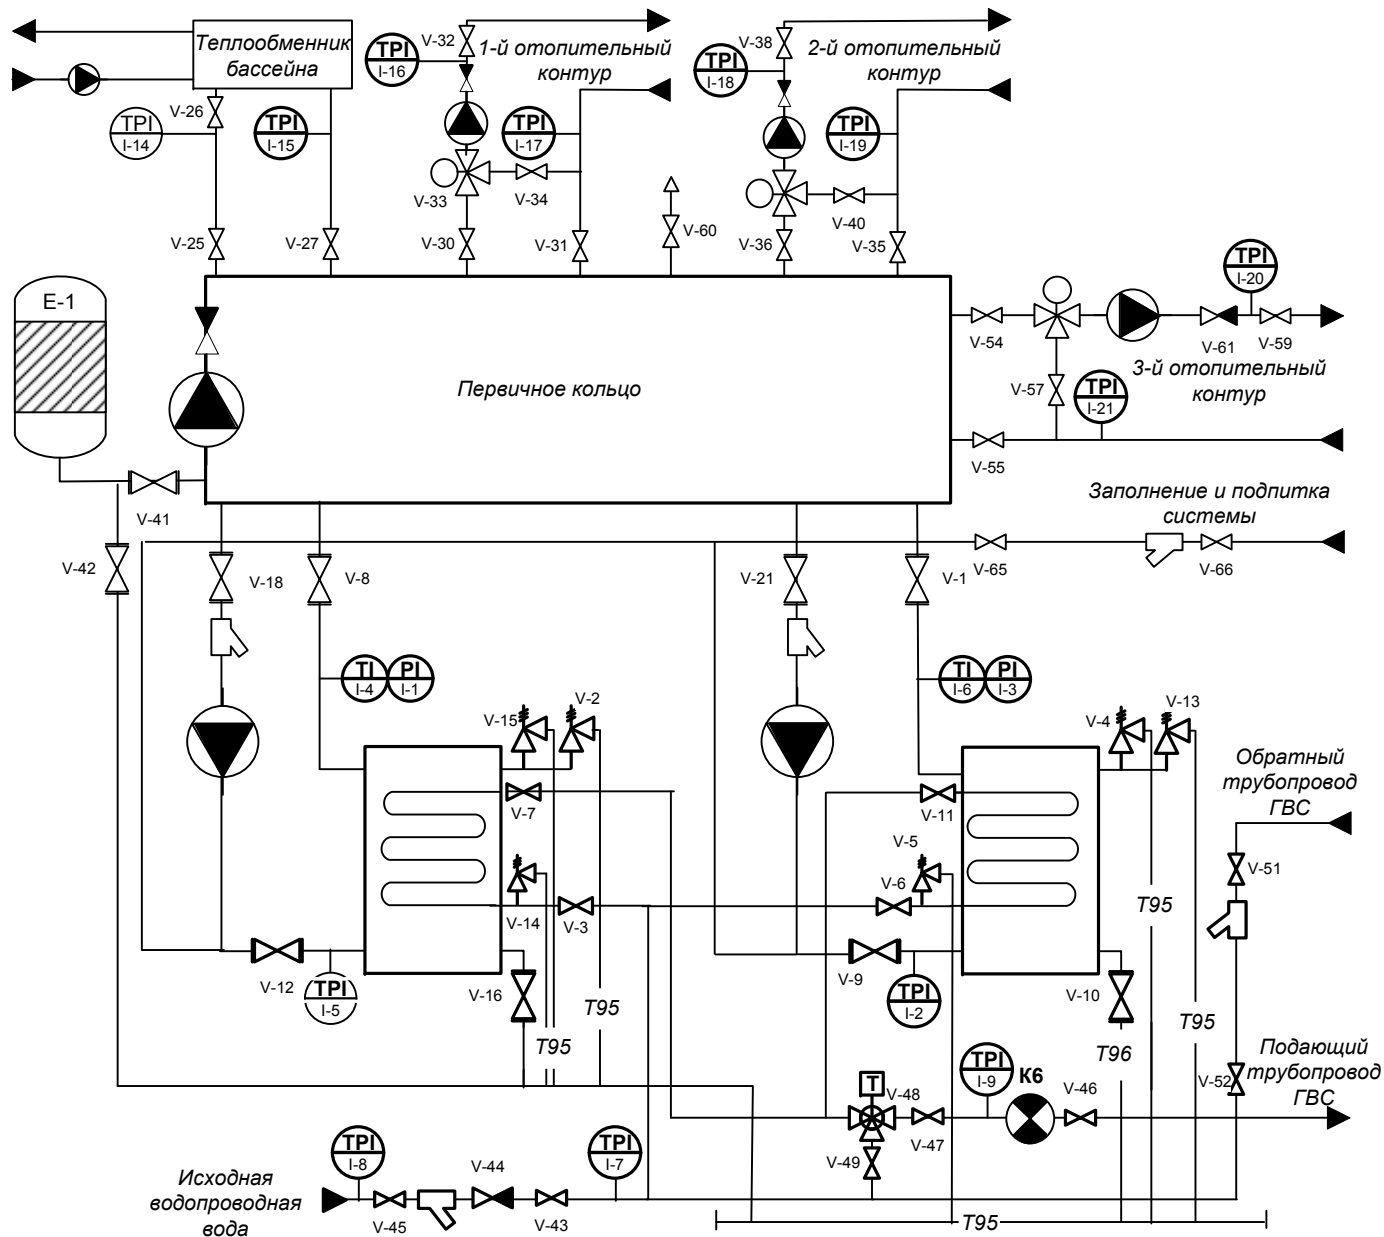 Теплообменник
бассейна
V-32
TPI
I-16
1-й отопительный
контур
V-38
TPI
I-18
2-й отопительный
контур
V-26
TPI
I-14
TPI
I-15
TPI
I-17
TPI
I-19
V-33
V-34
V-40
V-25
V-27
V-30
V-31
V-60
V-36
V-35
TPI
I-20
E-1
V-54
V-61
V-59
3-й отопительный
контур
Первичное кольцо
V-57
TPI
I-21
V-55
V-41
Заполнение и подпитка
системы
V-42
V-18
V-8
V-21
V-1
V-65
V-66
TI
I-4
PI
I-1
TI
I-6
PI
I-3
V-15
V-2
V-4
V-13
Обратный
трубопровод
ГВС
V-7
V-11
V-5
V-51
V-6
V-14
V-3
T95
V-12
TPI
I-5
V-16
T95
T95
V-9
TPI
I-2
V-10
T96
T95
Подающий
трубопровод
ГВС
TPI
I-9
К6
V-52
T
V-48
V-46
V-47
V-49
TPI
I-8
V-44
TPI
I-7
Исходная
водопроводная
вода
V-45
V-43
T95